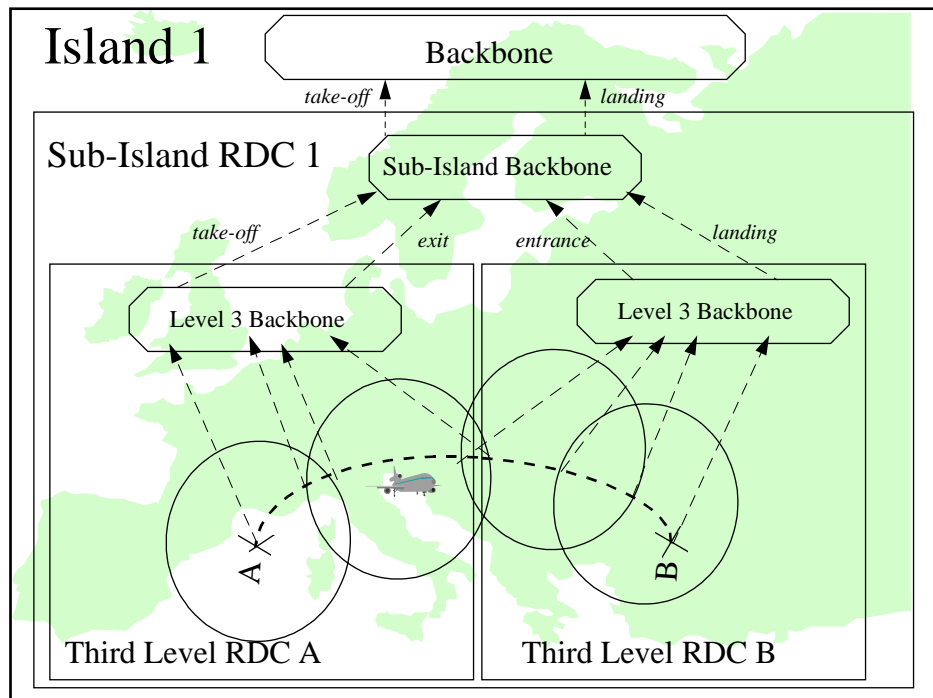 Island 1
Backbone
take-off
landing
Sub-Island RDC 1
Sub-Island Backbone
take-off
exit
entrance
landing
Level 3 Backbone
Level 3 Backbone
A
B
Third Level RDC A
Third Level RDC B